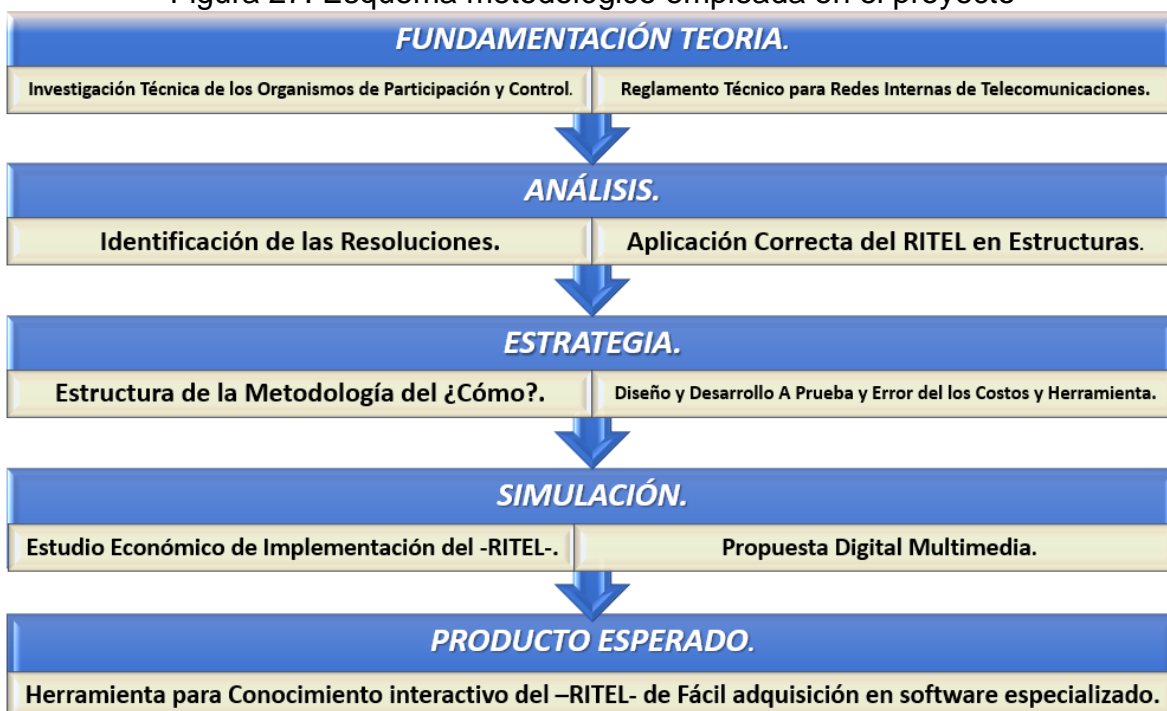 Figura 27. Esquema metodológico empleada en el proyecto
FUNDAMENTACIÓN TEORIA.
Investigación Técnica de los Organismos de Participación y Control.
Reglamento Técnico para Redes Internas de Telecomunicaciones.
ANÁLISIS.
Identificación de las Resoluciones.
Aplicación Correcta del RITEL en Estructuras.
ESTRATEGIA.
Estructura de la Metodología del ¿Cómo?.
Diseño y Desarrollo A Prueba y Error del los Costos y Herramienta.
SIMULACIÓN.
Estudio Económico de Implementación del -RITEL-.
Propuesta Digital Multimedia.
PRODUCTO ESPERADO.
Herramienta para Conocimiento interactivo del –RITEL- de Fácil adquisición en software especializado.